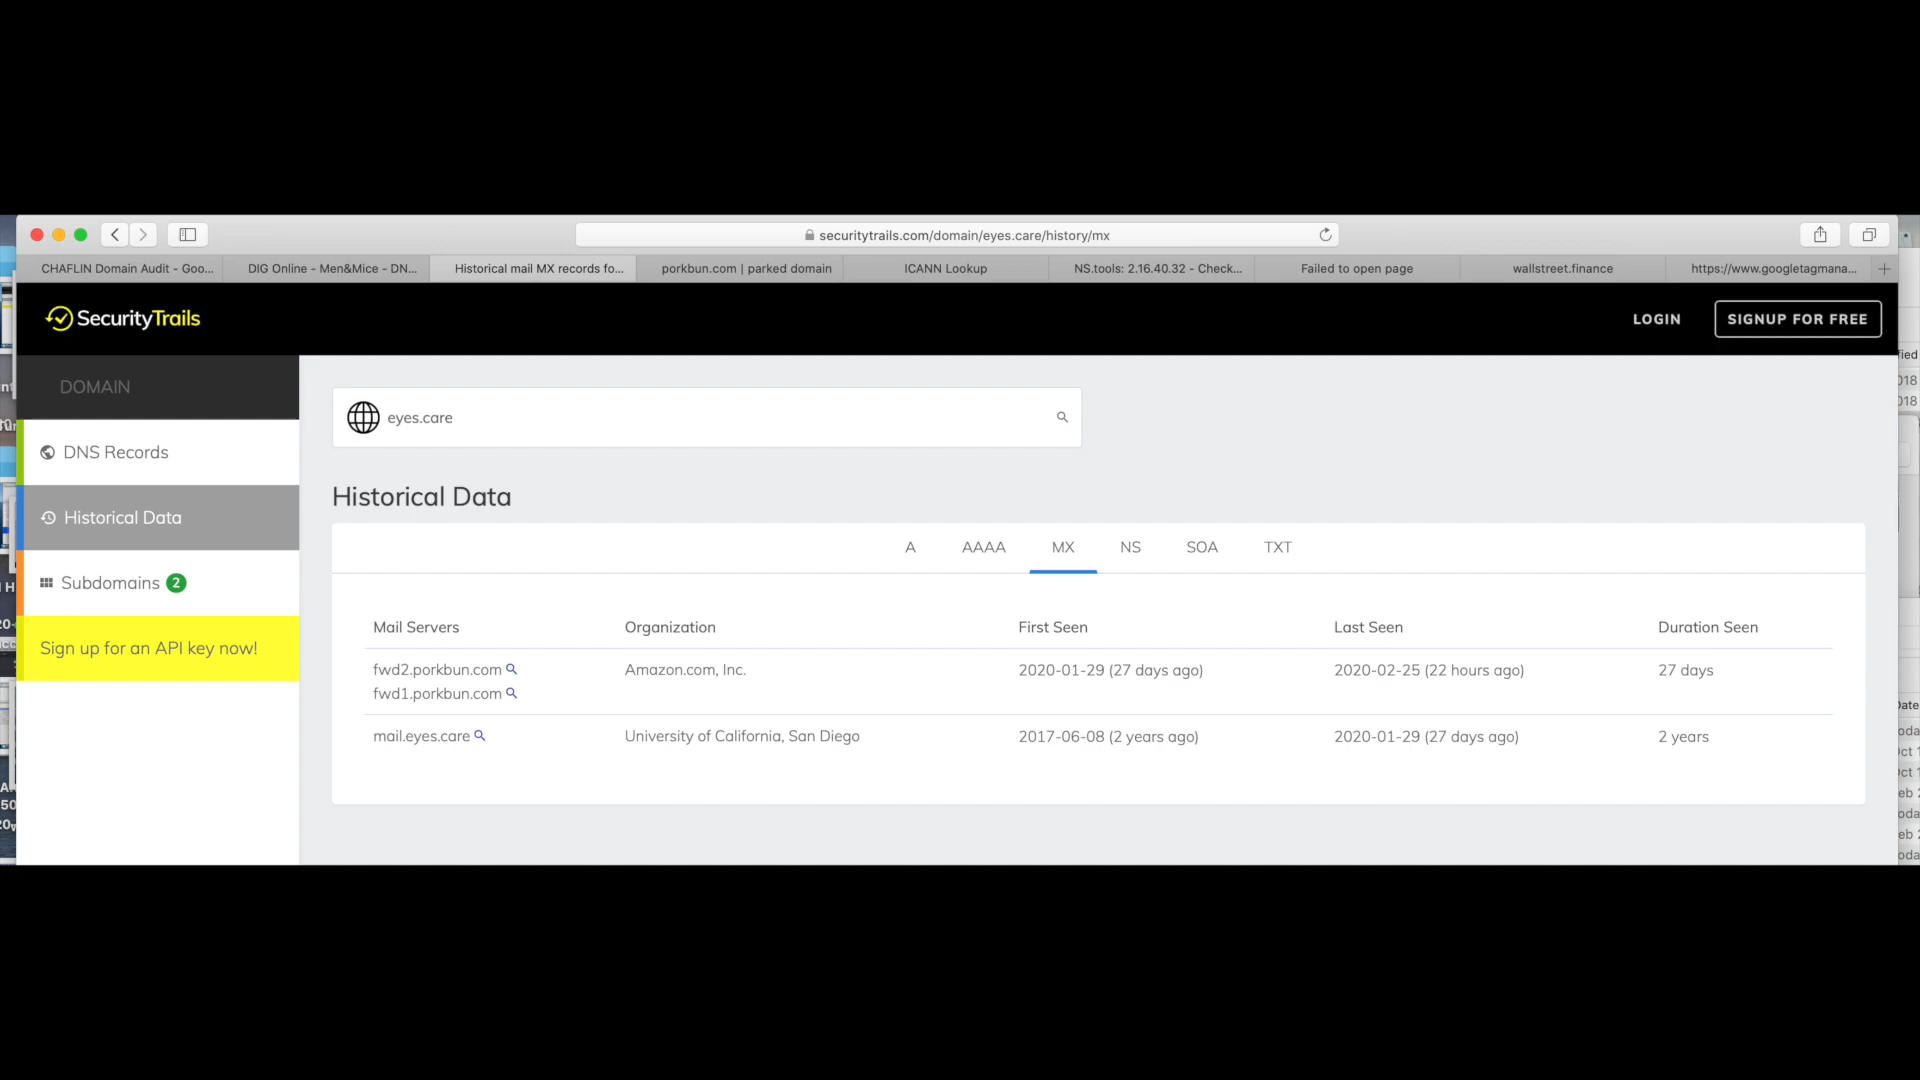 securitytrails.com/domain/eyes.care/history/mx
CHAFLIN Domain Audit - Goo...
DIG Online - Men&Mice - DN...
Historical mail MX records fo...
porkbun.com | parked domain
ICANN Lookup
NS.tools: 2.16.40.32 - Check...
Failed to open page
wallstreet.finance
https://www.googletagmana...
SecurityTrails
LOGIN
SIGNUP FOR FREE
DOMAIN
DNS Records
Historical Data
Subdomains 2
Sign up for an API key now!
eyes.care
Historical Data
A AAAA MX NS SOA TXT
Mail Servers Organization First Seen Last Seen Duration Seen
fwd2.porkbun.com Amazon.com, Inc. 2020-01-29 (27 days ago) 2020-02-25 (22 hours ago) 27 days
fwd1.porkbun.com
mail.eyes.care University of California, San Diego 2017-06-08 (2 years ago) 2020-01-29 (27 days ago) 2 years